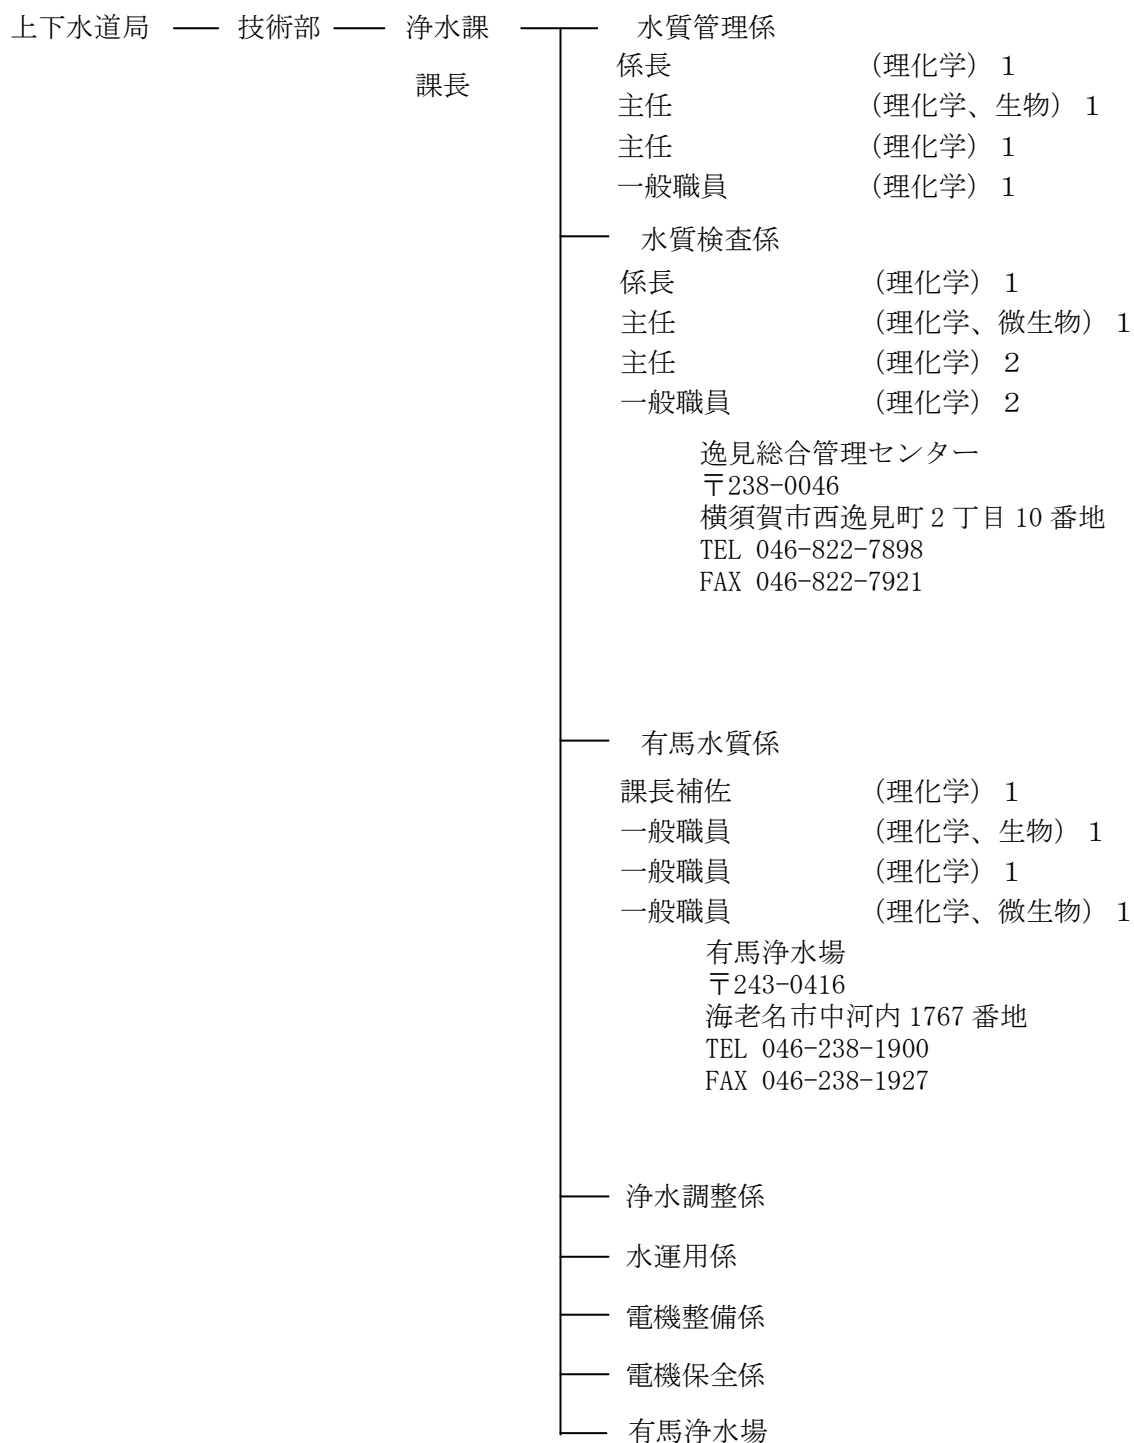 上下水道局 技術部 浄水課 水質管理係
課長
係長 (理化学) 1
主任 (理化学、生物) 1
主任 (理化学) 1
一般職員 (理化学) 1
水質検査係
係長 (理化学) 1
主任 (理化学、微生物) 1
主任 (理化学) 2
一般職員 (理化学) 2
逸見総合管理センター
〒238-0046
横須賀市西逸見町 2 丁目 10 番地
TEL 046-822-7898
FAX 046-822-7921
有馬水質係
課長補佐 (理化学) 1
一般職員 (理化学、生物) 1
一般職員 (理化学) 1
一般職員 (理化学、微生物) 1
有馬浄水場
〒243-0416
海老名市中河内 1767 番地
TEL 046-238-1900
FAX 046-238-1927
浄水調整係
水運用係
電機整備係
電機保全係
有馬浄水場